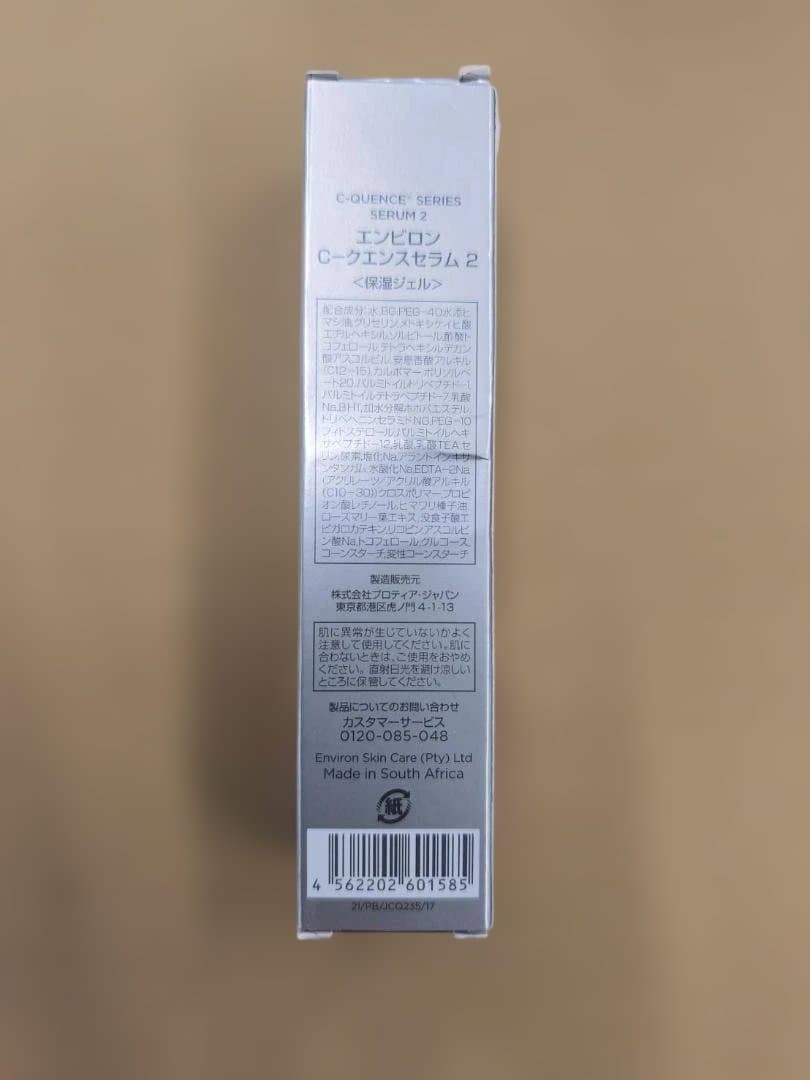 C-QUENCE™ SERIES
SERUM 2
エンビロン
C-クエンスセラム 2
＜保湿ジェル＞
配合成分:水,BG,PEG-40水添ヒ
マシ油,グリセリン,メトキシケイヒ酸
エチルヘキシル,ソルビトール,酢酸ト
コフェロール,テトラヘキシルデカン
酸アスコルビル,安息香酸アルキル
(C12-15),カルボマー,ポリソルベ
ート20,パルミトイルトリペプチド-1,
パルミトイルテトラペプチド-7,乳酸
Na,BHT,加水分解ホホバエステル,
トリベヘニンセラミドNG,PEG-10
フィトステロール,パルミトイルヘキ
サペプチド-12,乳酸,乳酸TEA,セ
リン,尿素,塩化Na,アラントイン,キサ
ンタンガム,水酸化Na,EDTA-2Na,
(アクリレーツ/アクリル酸アルキル
(C10-30))クロスポリマー,プロピ
オン酸レチノール,ヒマワリ種子油,
ローズマリー葉エキス,没食子酸エ
ピガロカテキン,リコピン,アスコルビ
ン酸Na,トコフェロール,グルコース,
コーンスターチ,変性コーンスターチ
製造販売元
株式会社プロティア・ジャパン
東京都港区虎ノ門 4-1-13
肌に異常が生じていないかよく
注意して使用してください。肌に
合わないときは、ご使用をおやめ
ください。直射日光を避け涼しい
ところに保管してください。
製品についてのお問い合わせ
カスタマーサービス
0120-085-048
Environ Skin Care (Pty) Ltd
Made in South Africa
紙
4 562202 601585
21/PB/JCQ235/17